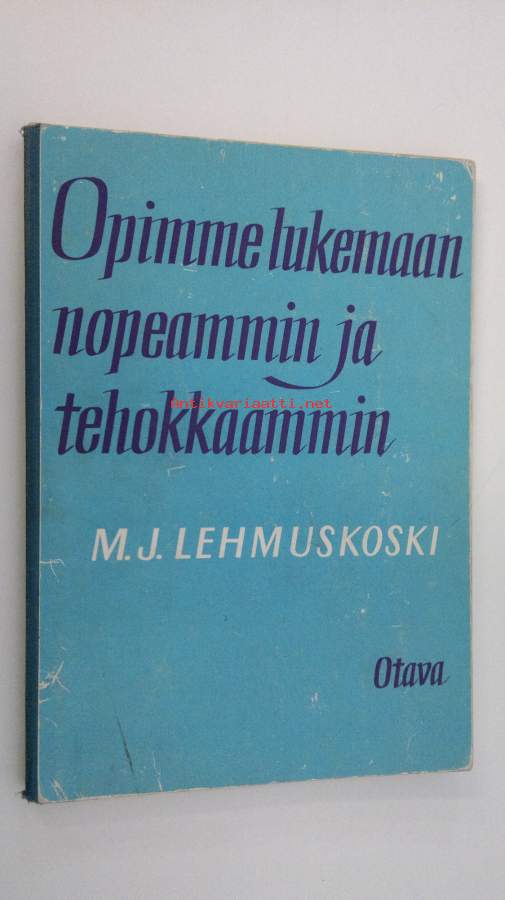 Opimme lukemaan
nopeammin ja
antikvariaatti.net
tehokkaammin
M.J. LEHMUSKOSKI
Otava